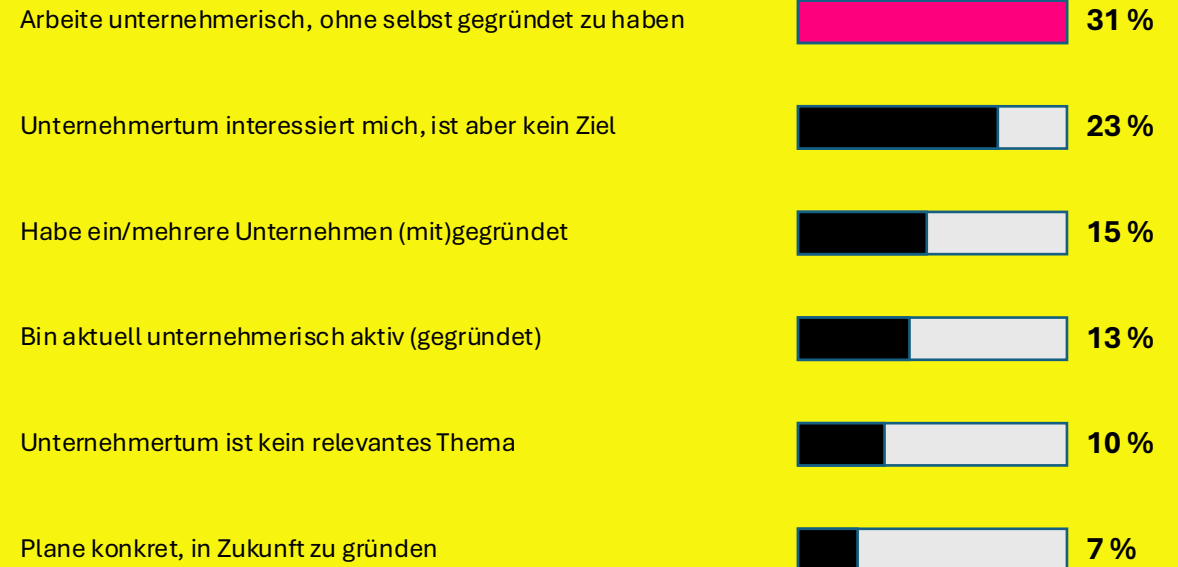 Arbeite unternehmerisch, ohne selbst gegründet zu haben 31 %
Unternehmertum interessiert mich, ist aber kein Ziel 23 %
Habe ein/mehrere Unternehmen (mit)gegründet 15 %
Bin aktuell unternehmerisch aktiv (gegründet) 13 %
Unternehmertum ist kein relevantes Thema 10 %
Plane konkret, in Zukunft zu gründen 7 %